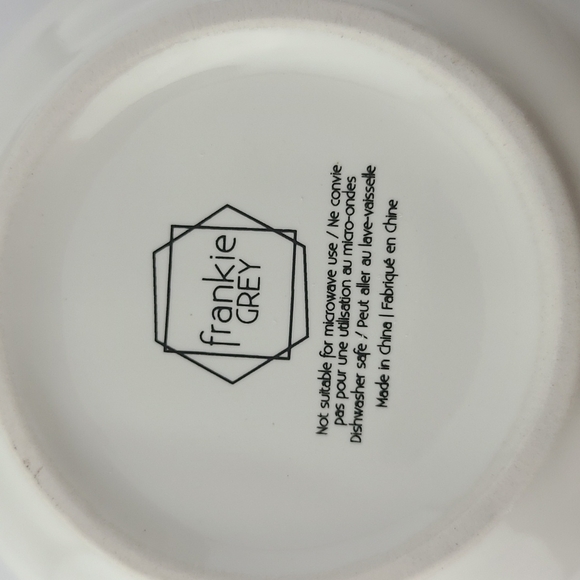 frankie
GREY
Not suitable for microwave use / Ne convie
pas pour une utilisation au micro-ondes
Dishwasher safe / Peut aller au lave-vaisselle
Made in China | Fabriqué en Chine